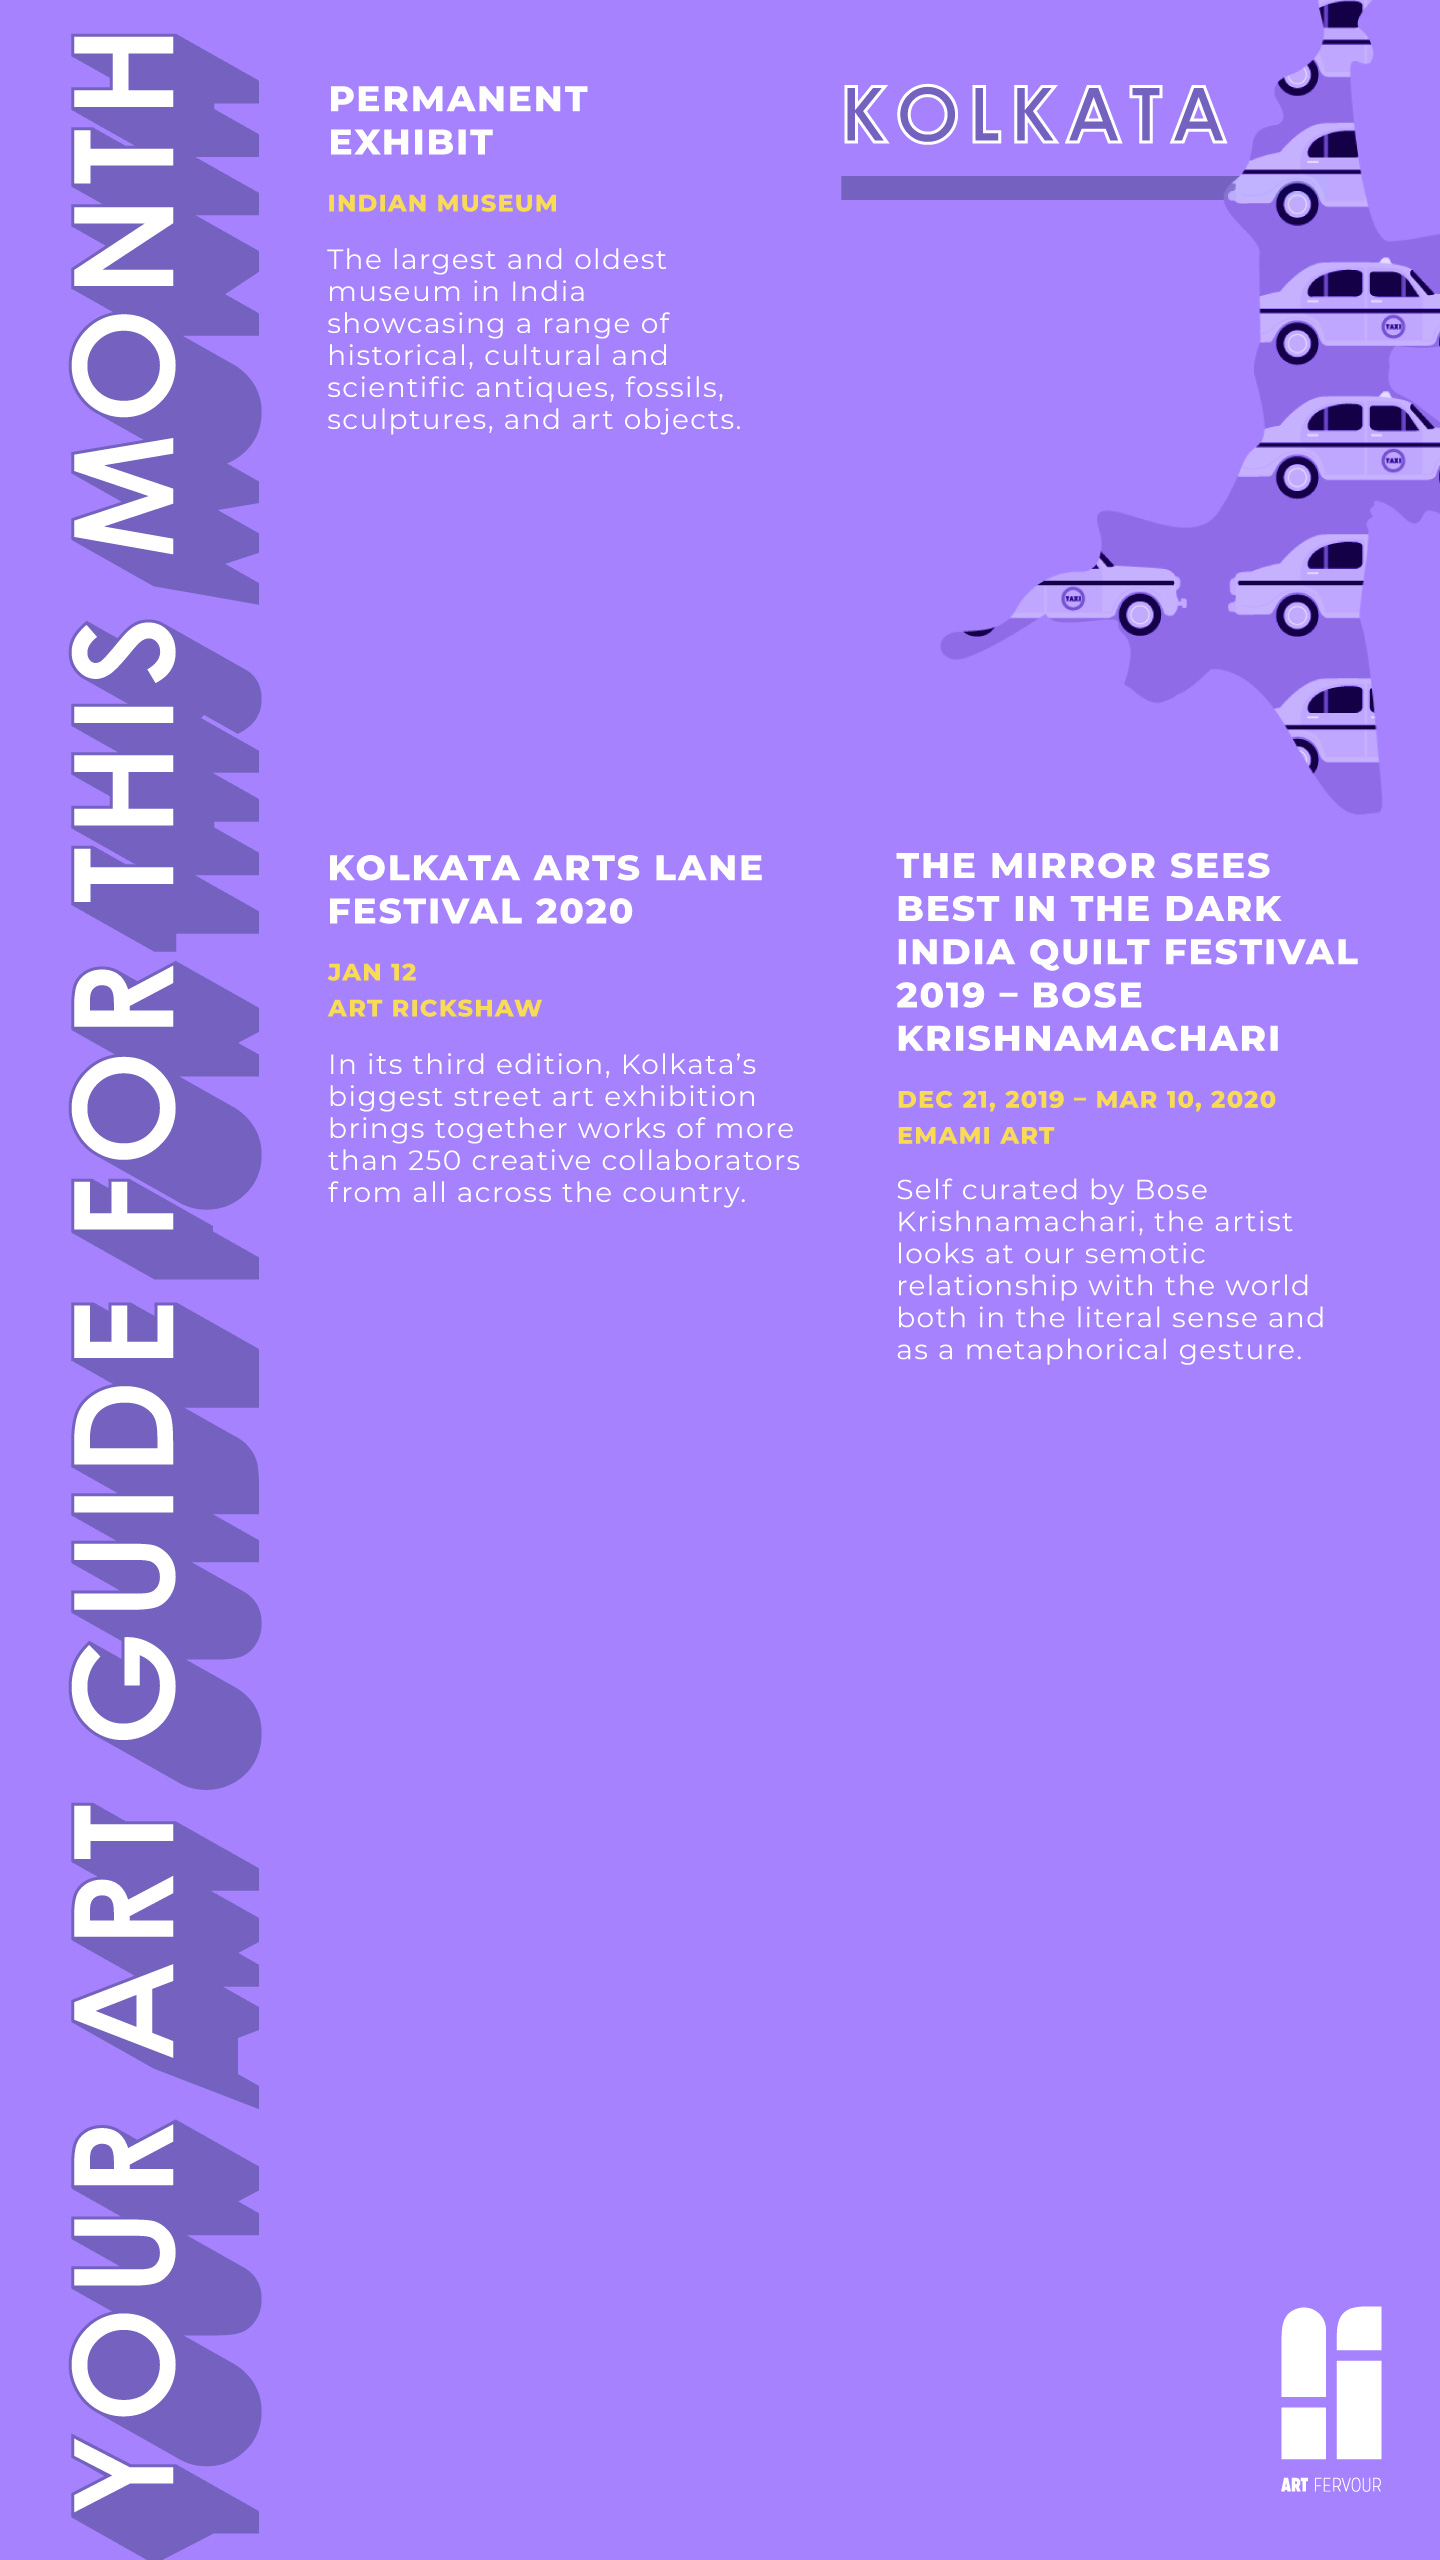 YOUR ART GUIDE FOR THIS MONTH
KOLKATA
PERMANENT
EXHIBIT
INDIAN MUSEUM
The largest and oldest
museum in India
showcasing a range of
historical, cultural and
scientific antiques, fossils,
sculptures, and art objects.
TAXI
TAXI
TAXI
KOLKATA ARTS LANE
FESTIVAL 2020
JAN 12
ART RICKSHAW
In its third edition, Kolkata’s
biggest street art exhibition
brings together works of more
than 250 creative collaborators
from all across the country.
THE MIRROR SEES
BEST IN THE DARK
INDIA QUILT FESTIVAL
2019 – BOSE
KRISHNAMACHARI
DEC 21, 2019 – MAR 10, 2020
EMAMI ART
Self curated by Bose
Krishnamachari, the artist
looks at our semotic
relationship with the world
both in the literal sense and
as a metaphorical gesture.
ART FERVOUR